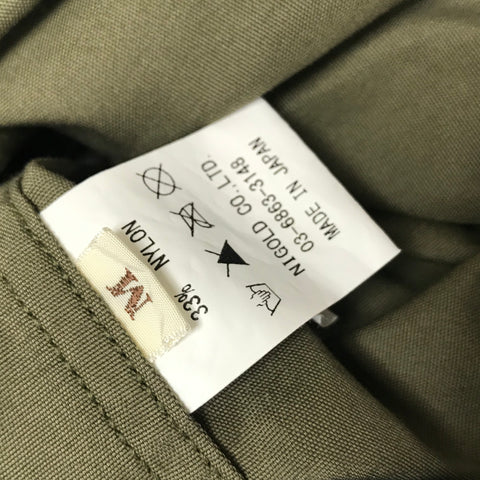 M
33% NYLON
NIGOLD CO.,LTD.
03-6863-3148
MADE IN JAPAN